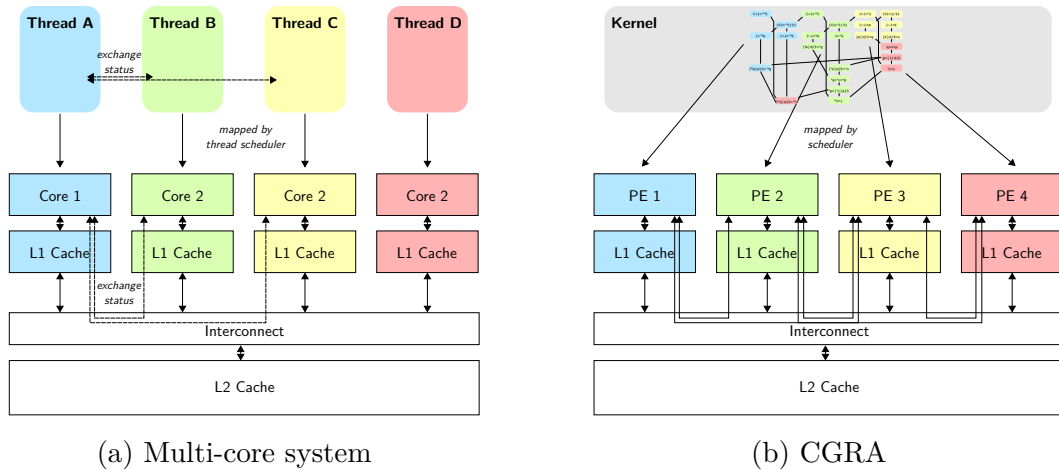 Thread A
Thread B
Thread C
Thread D
exchange
status
mapped by
thread scheduler
Core 1
Core 2
Core 2
Core 2
L1 Cache
L1 Cache
L1 Cache
L1 Cache
exchange
status
Interconnect
L2 Cache
(a) Multi-core system
Kernel
mapped by
scheduler
PE 1
PE 2
PE 3
PE 4
L1 Cache
L1 Cache
L1 Cache
L1 Cache
Interconnect
L2 Cache
(b) CGRA